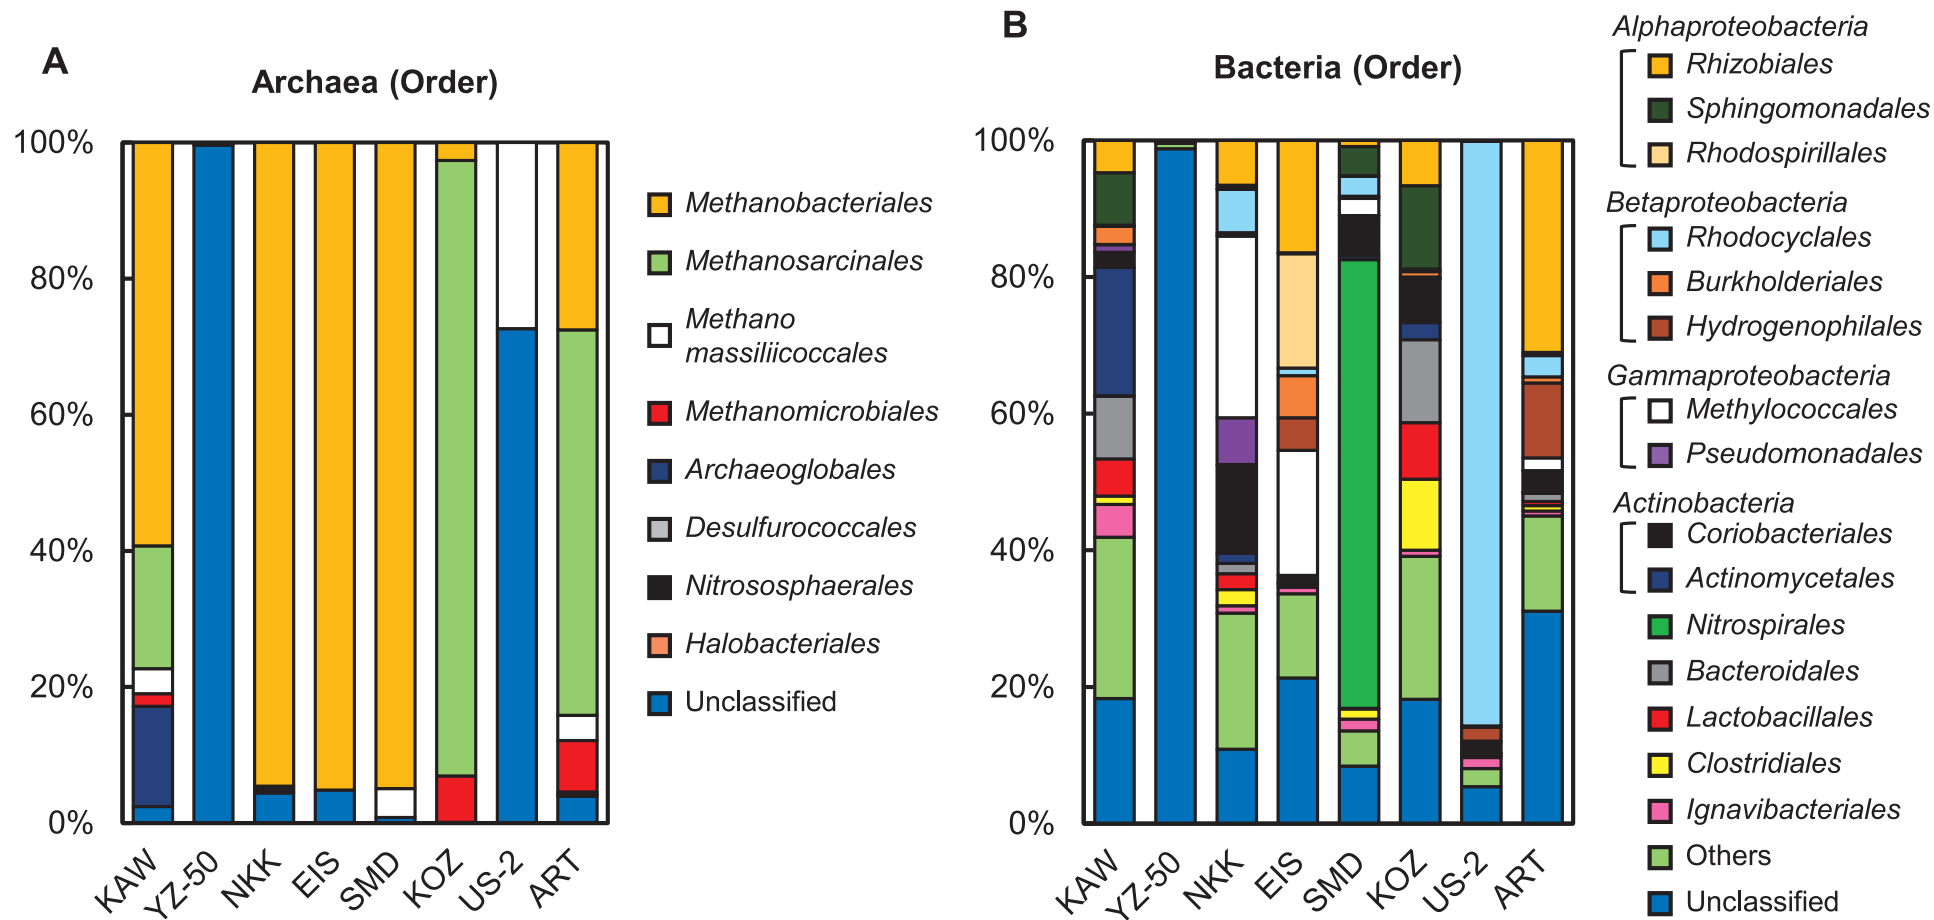 A
Archaea (Order)
100%
80%
60%
40%
20%
0%
KAW
YZ-50
NKK
EIS
SMD
KOZ
US-2
ART
Methanobacteriales
Methanosarcinales
Methano
massiliicoccales
Methanomicrobiales
Archaeoglobales
Desulfurococcales
Nitrososphaerales
Halobacteriales
Unclassified
B
Bacteria (Order)
100%
80%
60%
40%
20%
0%
KAW
YZ-50
NKK
EIS
SMD
KOZ
US-2
ART
Alphaproteobacteria
Rhizobiales
Sphingomonadales
Rhodospirillales
Betaproteobacteria
Rhodocyclales
Burkholderiales
Hydrogenophilales
Gammaproteobacteria
Methylococcales
Pseudomonadales
Actinobacteria
Coriobacteriales
Actinomycetales
Nitrospirales
Bacteroidales
Lactobacillales
Clostridiales
Ignavibacteriales
Others
Unclassified